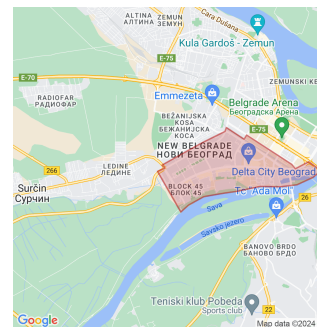 ALTINA
АЛТИНА
ZEMUN
ЗЕМУН
Cara Dušana
Kula Gardoš - Zemun
E-75
E-70
ZEMUNSKI KE
Emmezeta
RADIOFAR
РАДИОФАР
Belgrade Arena
Београдска Арена
BEŽANIJSKA
KOSA
БЕЖАНИЈСКА
КОСА
E-75
NEW BELGRADE
НОВИ БЕОГРАД
LEDINE
ЛЕДИНЕ
266
Delta City Beograd
Surčin
Сурчин
BLOCK 45
БЛОК 45
Tc "Ada Mol"
26
Sava
Savsko jezero
BANOVO BRDO
БАНОВО БРДО
Teniski klub Pobeda
Sports club
22
Google
Map data ©2024